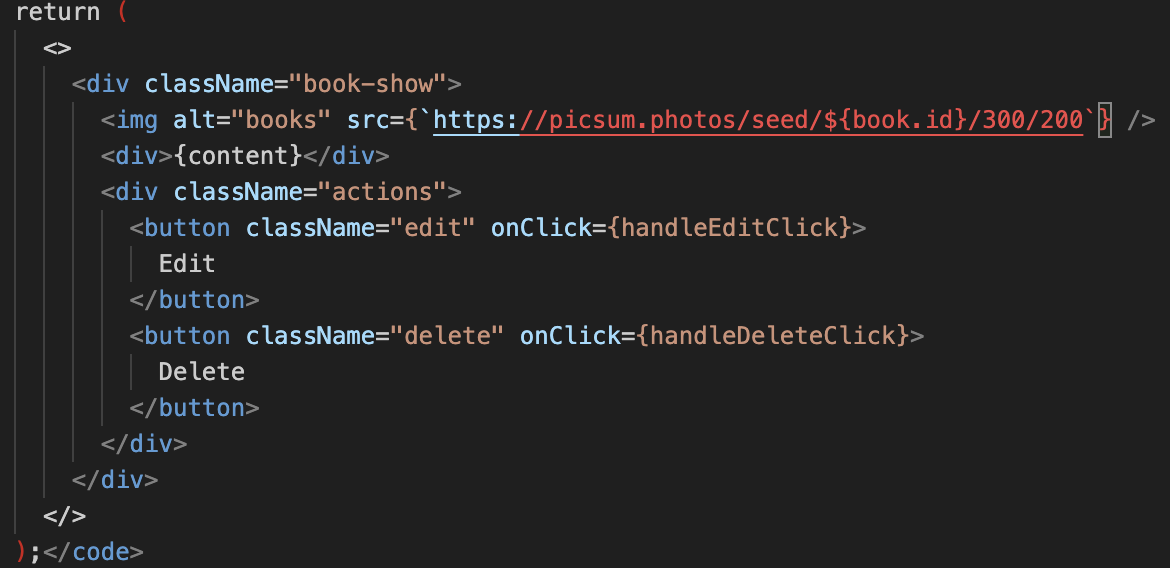 return (
<>
<div className="book-show">
<img alt="books" src={`https://picsum.photos/seed/${book.id}/300/200`} />
<div>{content}</div>
<div className="actions">
<button className="edit" onClick={handleEditClick}>
Edit
</button>
<button className="delete" onClick={handleDeleteClick}>
Delete
</button>
</div>
</div>
</>
);</code>